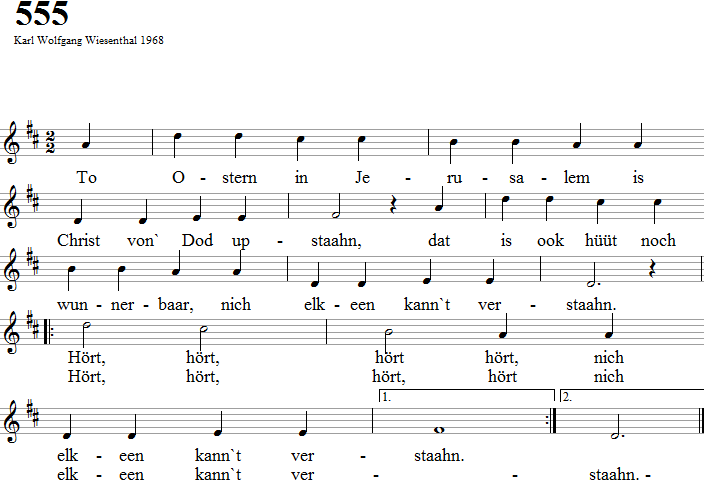 555
Karl Wolfgang Wiesenthal 1968
2
2
To O - stern in Je - ru - sa - lem is
Christ von` Dod up - staahn, dat is ook hüüt noch
wun - ner - baar, nich elk - een kann`t ver - staahn.
Hört, hört, hört hört, nich
Hört, hört, hört, hört nich
1. 2.
elk - een kann`t ver - staahn.
elk - een kann`t ver - - - staahn. -